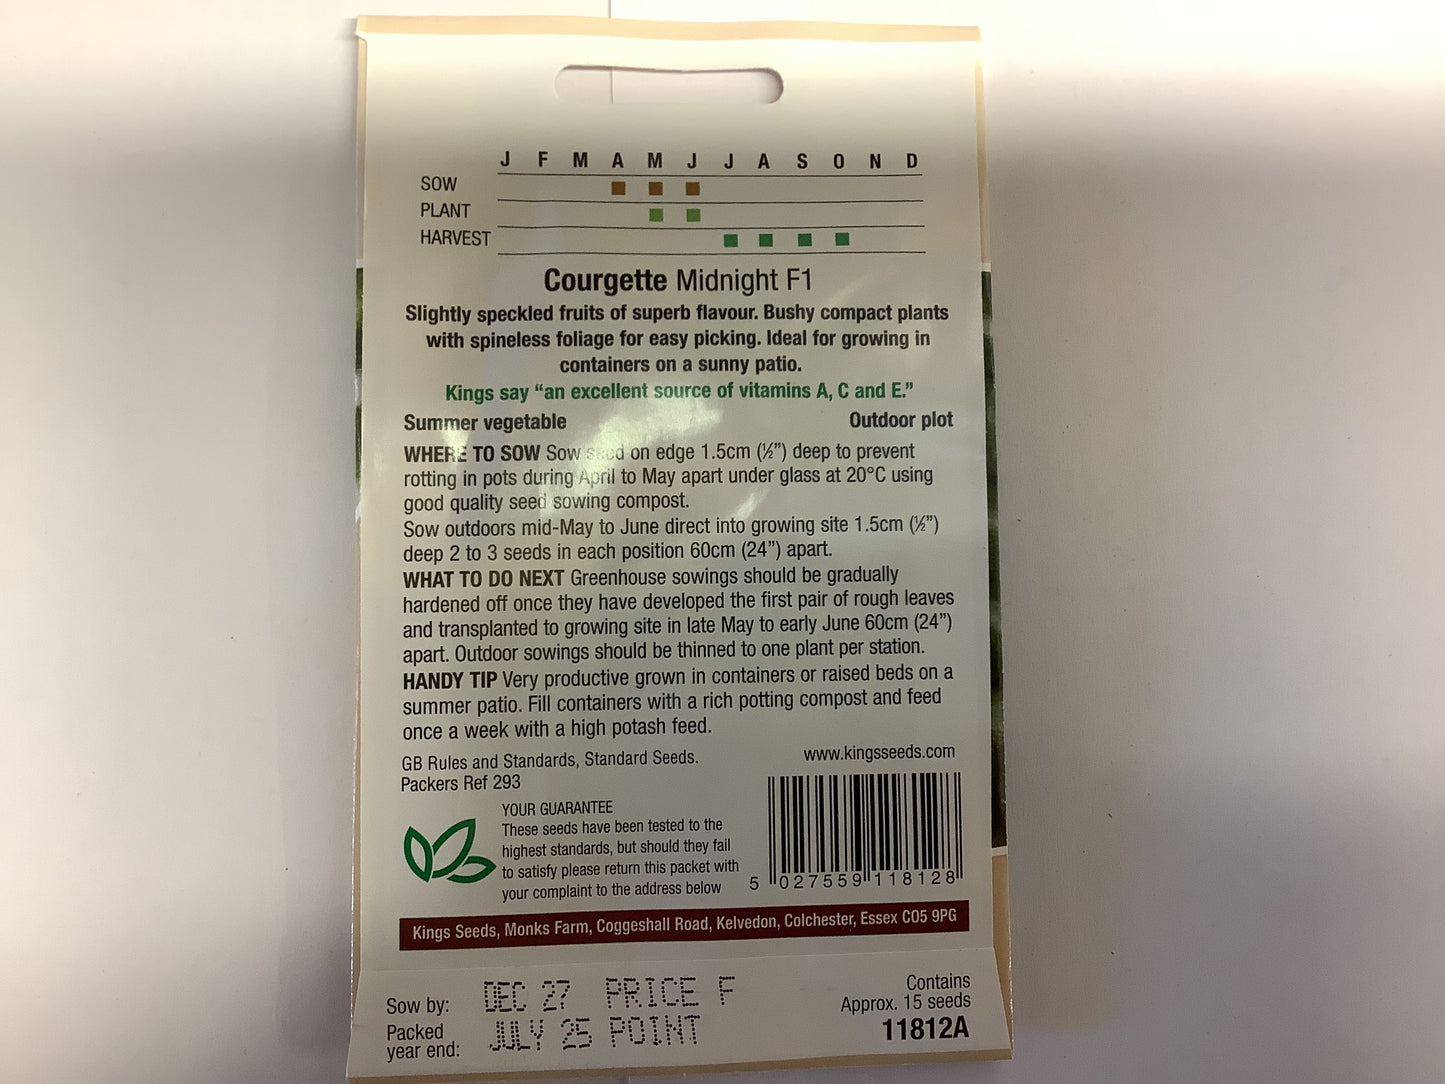 J F M A M J J A S O N D
SOW
PLANT
HARVEST
Courgette Midnight F1
Slightly speckled fruits of superb flavour. Bushy compact plants
with spineless foliage for easy picking. Ideal for growing in
containers on a sunny patio.
Kings say “an excellent source of vitamins A, C and E.”
Summer vegetable Outdoor plot
WHERE TO SOW Sow seed on edge 1.5cm (½”) deep to prevent
rotting in pots during April to May apart under glass at 20°C using
good quality seed sowing compost.
Sow outdoors mid-May to June direct into growing site 1.5cm (½”)
deep 2 to 3 seeds in each position 60cm (24”) apart.
WHAT TO DO NEXT Greenhouse sowings should be gradually
hardened off once they have developed the first pair of rough leaves
and transplanted to growing site in late May to early June 60cm (24”)
apart. Outdoor sowings should be thinned to one plant per station.
HANDY TIP Very productive grown in containers or raised beds on a
summer patio. Fill containers with a rich potting compost and feed
once a week with a high potash feed.
GB Rules and Standards, Standard Seeds.
Packers Ref 293
www.kingsseeds.com
YOUR GUARANTEE
These seeds have been tested to the
highest standards, but should they fail
to satisfy please return this packet with
your complaint to the address below
5 027559 118128
Kings Seeds, Monks Farm, Coggeshall Road, Kelvedon, Colchester, Essex CO5 9PG
Sow by: DEC 27 PRICE F
Packed
year end: JULY 25 POINT
Contains
Approx. 15 seeds
11812A